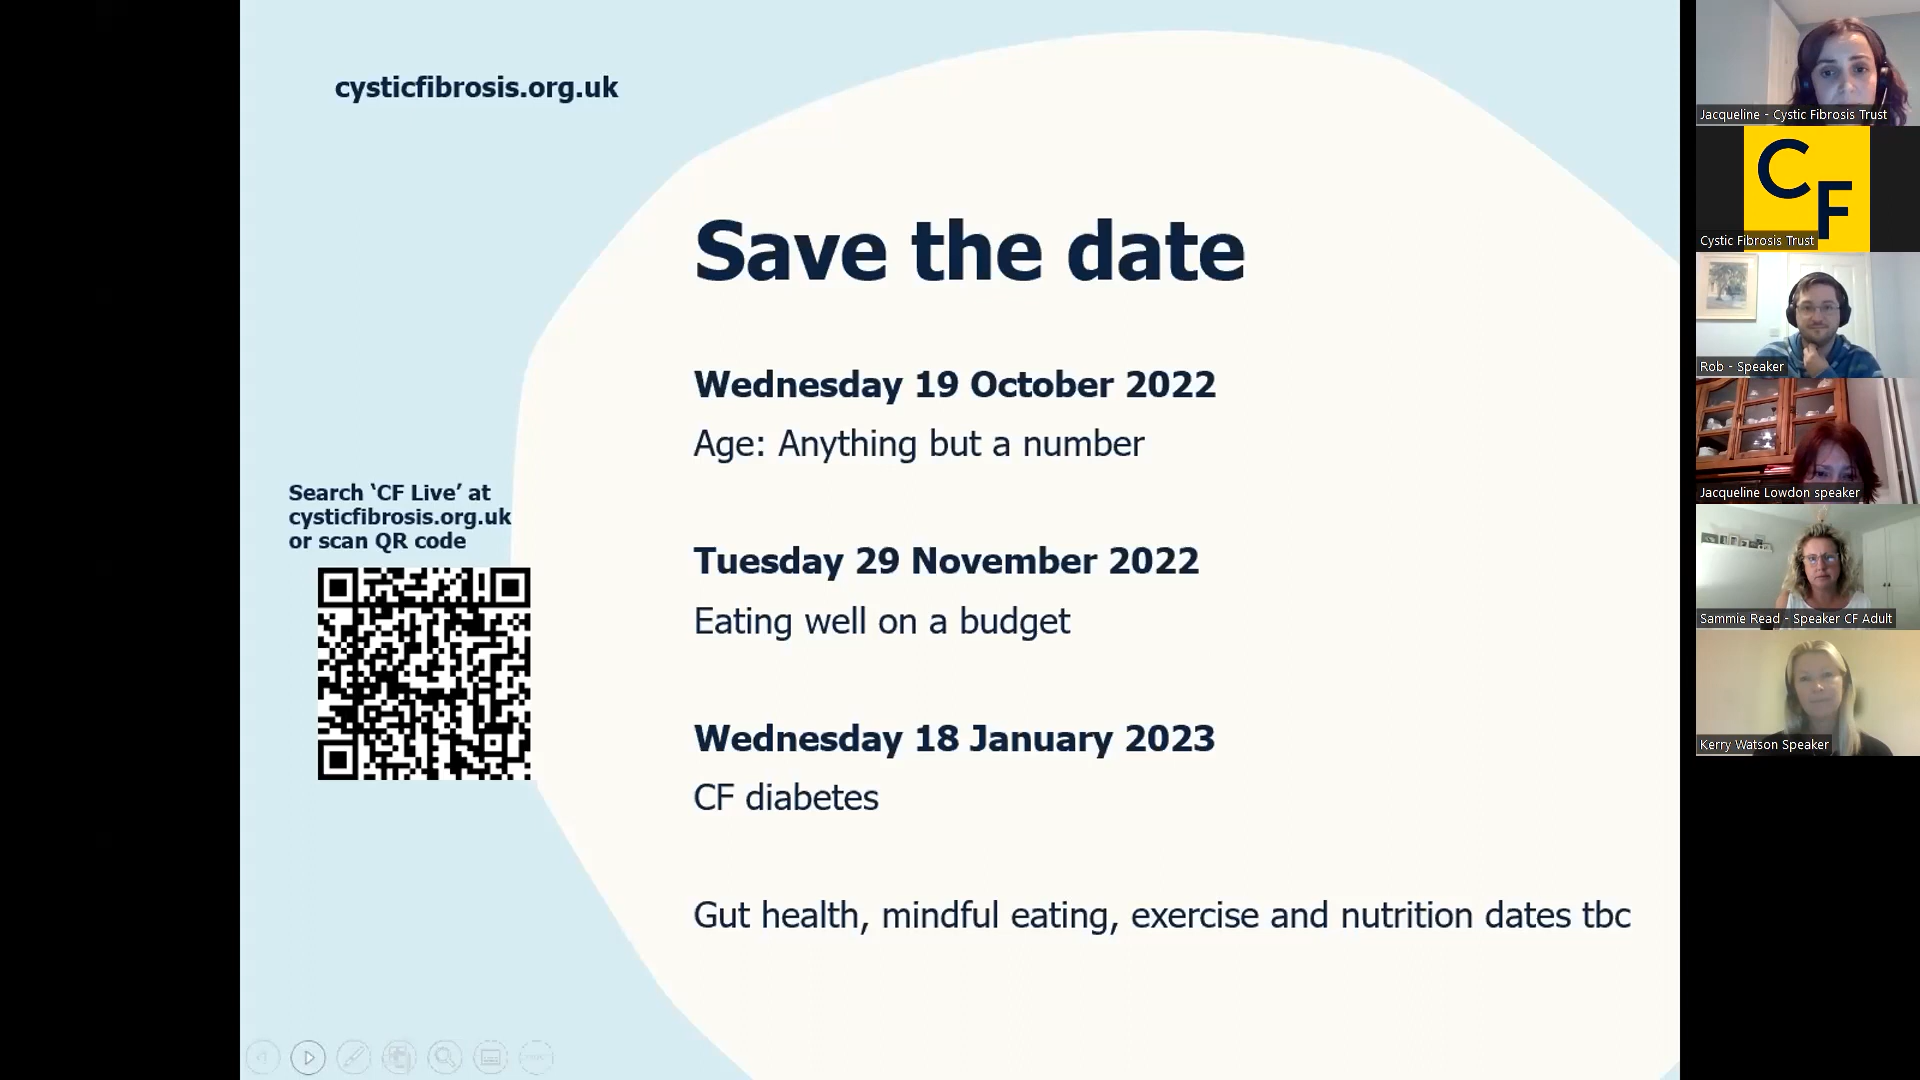 cysticfibrosis.org.uk
Save the date
Wednesday 19 October 2022
Age: Anything but a number
Tuesday 29 November 2022
Eating well on a budget
Wednesday 18 January 2023
CF diabetes
Gut health, mindful eating, exercise and nutrition dates tbc
Search ‘CF Live’ at
cysticfibrosis.org.uk
or scan QR code
Jacqueline - Cystic Fibrosis Trust
CF
Cystic Fibrosis Trust
Rob - Speaker
Jacqueline Lowdon speaker
Sammie Read - Speaker CF Adult
Kerry Watson Speaker